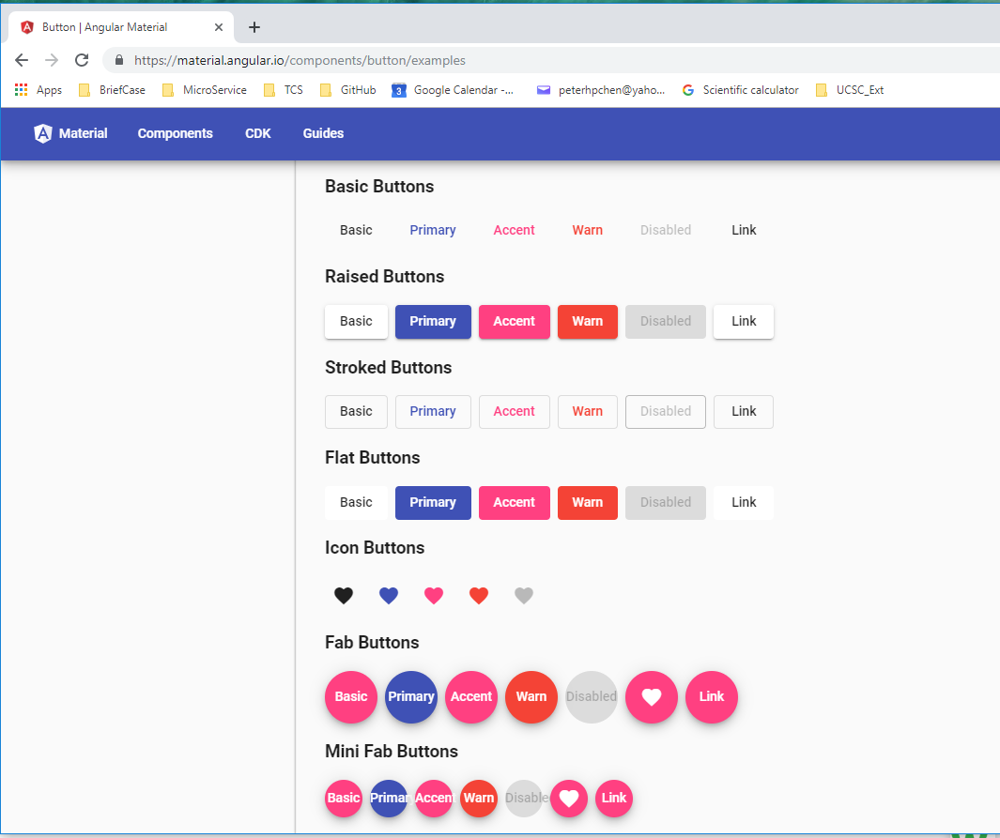 Button | Angular Material
https://material.angular.io/components/button/examples
Apps BriefCase MicroService TCS GitHub 3 Google Calendar -... peterhpchen@yaho... G Scientific calculator UCSC_Ext
A Material Components CDK Guides
Basic Buttons
Basic Primary Accent Warn Disabled Link
Raised Buttons
Basic Primary Accent Warn Disabled Link
Stroked Buttons
Basic Primary Accent Warn Disabled Link
Flat Buttons
Basic Primary Accent Warn Disabled Link
Icon Buttons
Fab Buttons
Basic Primary Accent Warn Disabled Link
Mini Fab Buttons
Basic Primar Accent Warn Disable Link